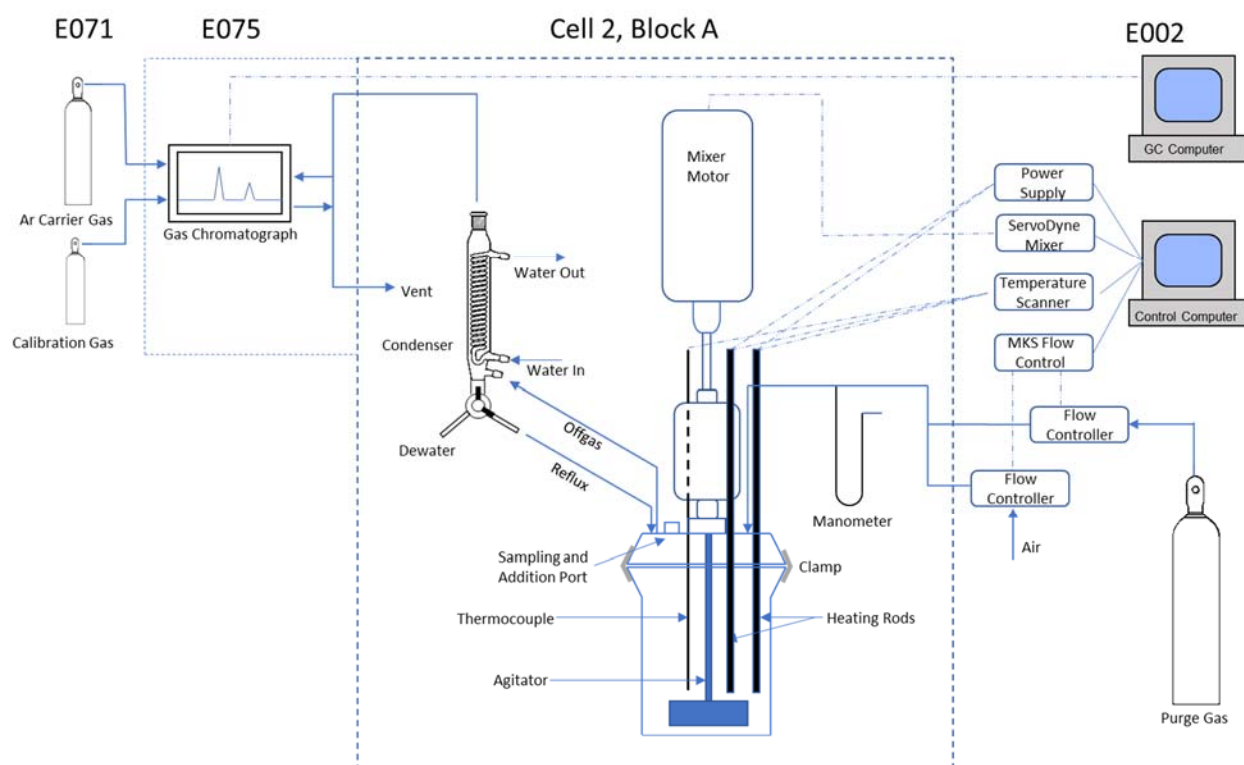 E071
E075
Cell 2, Block A
E002
Ar Carrier Gas
Calibration Gas
Gas Chromatograph
Vent
Water Out
Condenser
Water In
Dewater
Offgas
Reflux
Mixer
Motor
GC Computer
Power
Supply
ServoDyne
Mixer
Temperature
Scanner
Control Computer
MKS Flow
Control
Flow
Controller
Flow
Controller
Manometer
Air
Sampling and
Addition Port
Clamp
Thermocouple
Heating Rods
Agitator
Purge Gas